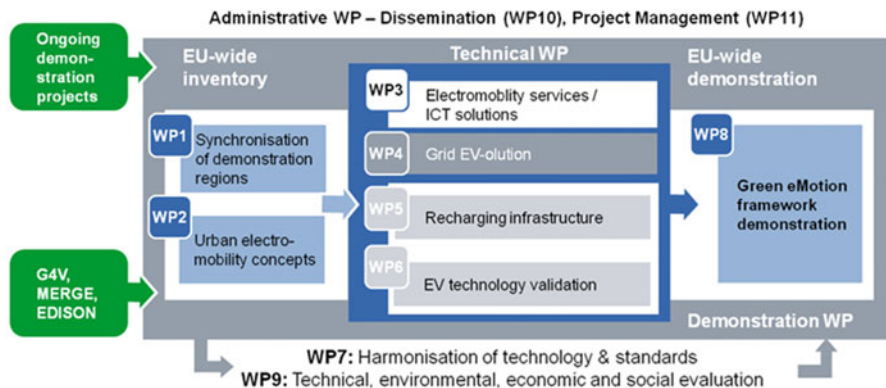 Administrative WP – Dissemination (WP10), Project Management (WP11)
Ongoing
demon-
stration
projects
EU-wide
inventory
Technical WP
EU-wide
demonstration
WP1
Synchronisation
of demonstration
regions
WP2
Urban electro-
mobility concepts
WP3
Electromoblity services /
ICT solutions
WP4
Grid EV-olution
WP5
Recharging infrastructure
WP6
EV technology validation
WP8
Green eMotion
framework
demonstration
G4V,
MERGE,
EDISON
Demonstration WP
WP7: Harmonisation of technology & standards
WP9: Technical, environmental, economic and social evaluation